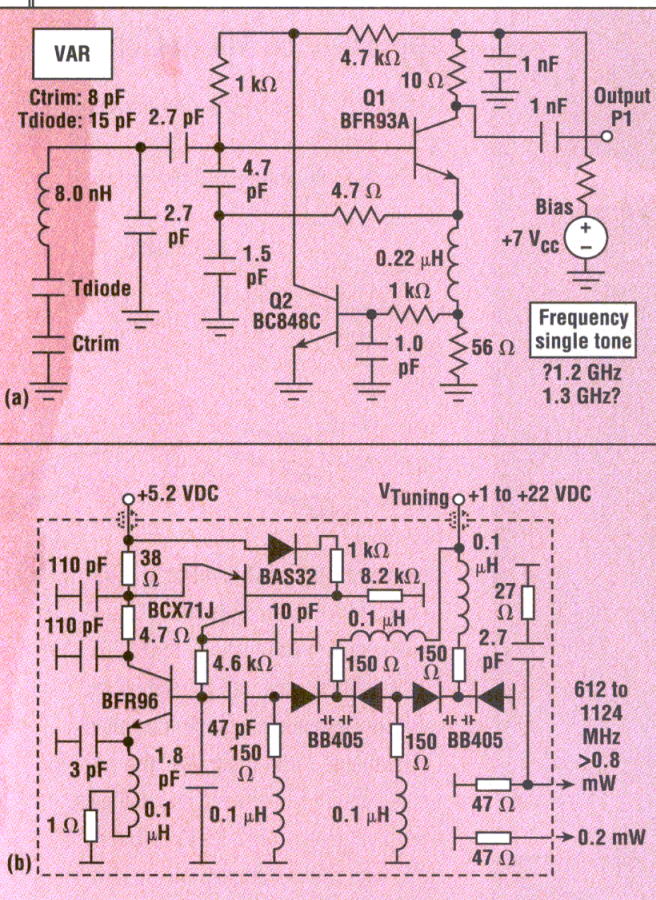 VAR
Ctrim: 8 pF
Tdiode: 15 pF
2.7 pF
1 kΩ
4.7 kΩ
10 Ω
1 nF
Q1
BFR93A
1 nF
Output
P1
8.0 nH
4.7
pF
4.7 Ω
2.7
pF
1.5
pF
0.22 μH
Bias
+7 VCC
+
−
Tdiode
Q2
BC848C
1 kΩ
Ctrim
1.0
pF
56 Ω
Frequency
single tone
?1.2 GHz
1.3 GHz?
(a)
+5.2 VDC
VTuning
+1 to +22 VDC
110 pF
38
Ω
BAS32
1 kΩ
0.1
μH
BCX71J
8.2 kΩ
27
Ω
110 pF
4.7 Ω
10 pF
0.1 μH
2.7
pF
4.6 kΩ
150 Ω
150
Ω
BFR96
47 pF
BB405
BB405
612 to
1124
MHz
>0.8
mW
3 pF
1.8
pF
150
Ω
150
Ω
47 Ω
1 Ω
0.1
μH
0.1 μH
0.1 μH
0.2 mW
47 Ω
(b)